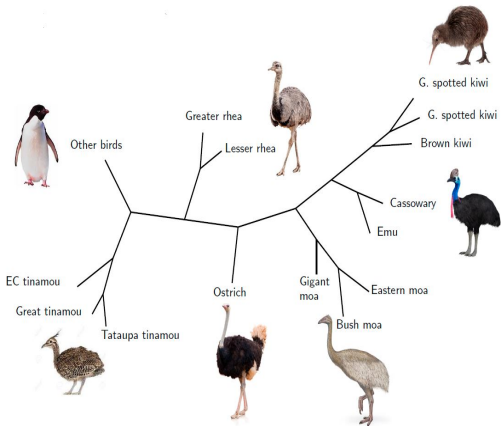 G. spotted kiwi
Greater rhea
G. spotted kiwi
Other birds
Lesser rhea
Brown kiwi
Cassowary
Emu
EC tinamou
Ostrich
Gigant
moa
Eastern moa
Great tinamou
Bush moa
Tataupa tinamou